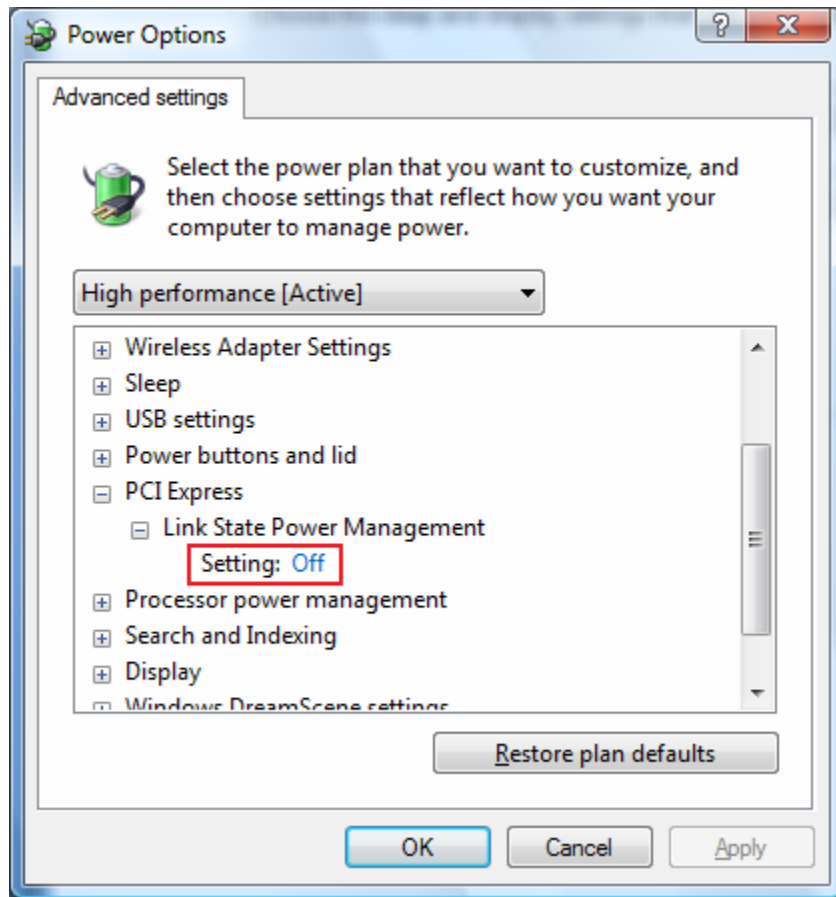 Power Options
Advanced settings
Select the power plan that you want to customize, and
then choose settings that reflect how you want your
computer to manage power.
High performance [Active]
Wireless Adapter Settings
Sleep
USB settings
Power buttons and lid
PCI Express
Link State Power Management
Setting: Off
Processor power management
Search and Indexing
Display
Windows DreamScene settings
Restore plan defaults
OK Cancel Apply